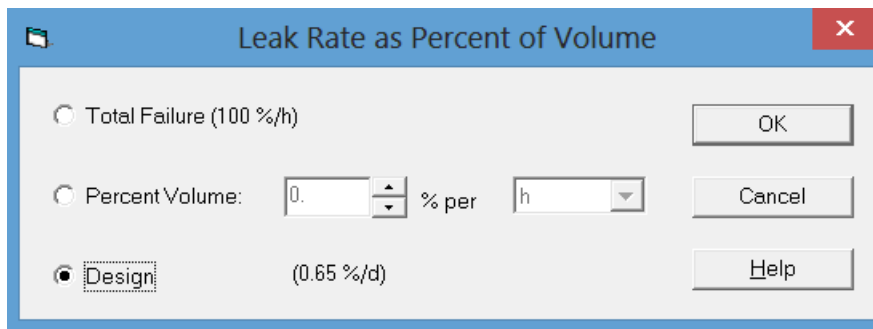 Leak Rate as Percent of Volume
Total Failure (100 %/h)
OK
Percent Volume: 0. % per h
Cancel
Design (0.65 %/d)
Help